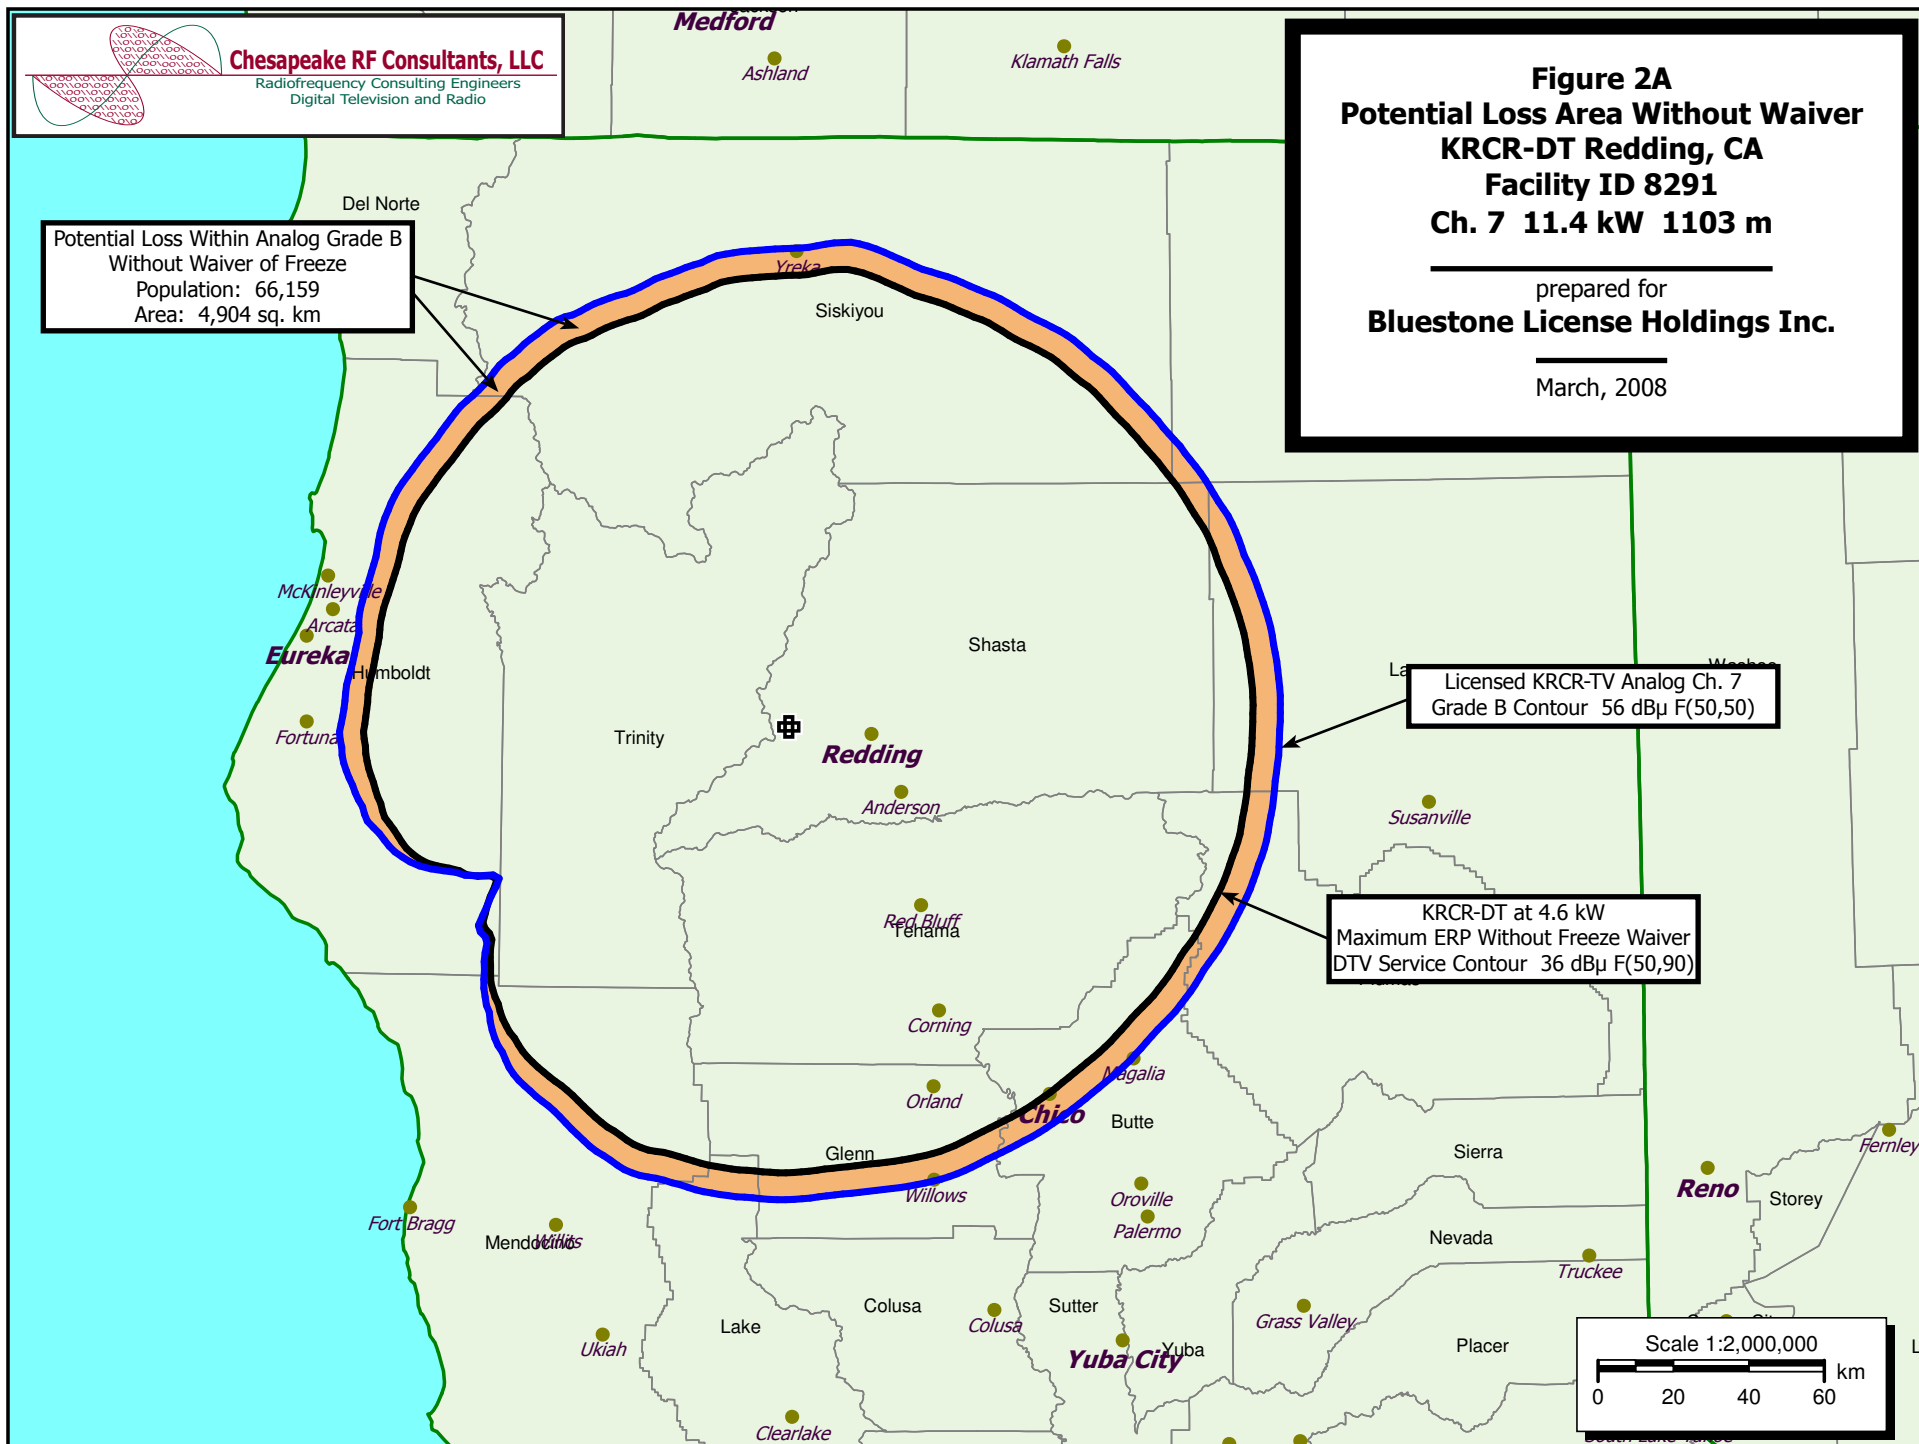 Chesapeake RF Consultants, LLC
Radiofrequency Consulting Engineers
Digital Television and Radio
Figure 2A
Potential Loss Area Without Waiver
KRCR-DT Redding, CA
Facility ID 8291
Ch. 7 11.4 kW 1103 m
prepared for
Bluestone License Holdings Inc.
March, 2008
Medford
Ashland
Klamath Falls
Del Norte
Potential Loss Within Analog Grade B
Without Waiver of Freeze
Population: 66,159
Area: 4,904 sq. km
Yreka
Siskiyou
McKinleyville
Arcata
Eureka
Humboldt
Fortuna
Trinity
Shasta
Redding
Anderson
Licensed KRCR-TV Analog Ch. 7
Grade B Contour 56 dBµ F(50,50)
Susanville
Red Bluff
Tehama
KRCR-DT at 4.6 kW
Maximum ERP Without Freeze Waiver
DTV Service Contour 36 dBµ F(50,90)
Corning
Magalia
Orland
Chico
Butte
Glenn
Willows
Sierra
Fernley
Reno
Storey
Oroville
Palermo
Fort Bragg
Mendocino
Willits
Nevada
Truckee
Colusa
Sutter
Colusa
Grass Valley
Lake
Ukiah
Yuba City
Yuba
Placer
Clearlake
Scale 1:2,000,000
km
0 20 40 60